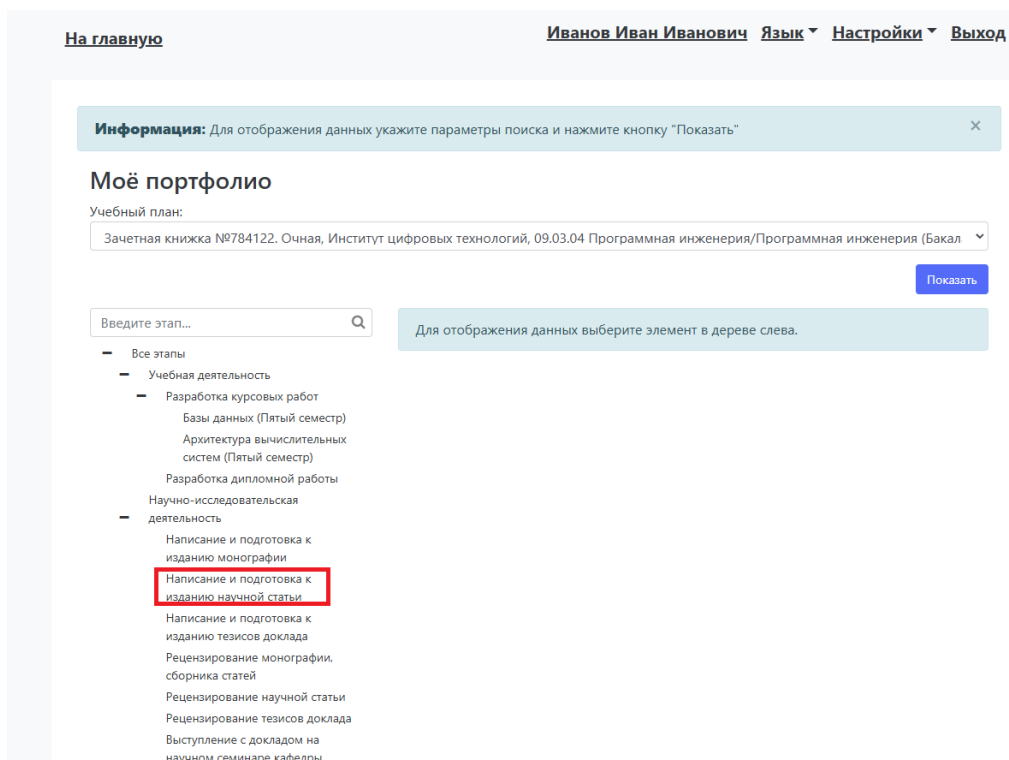 На главную
Иванов Иван Иванович Язык Настройки Выход
Информация: Для отображения данных укажите параметры поиска и нажмите кнопку "Показать" ×
Моё портфолио
Учебный план:
Зачетная книжка №784122. Очная, Институт цифровых технологий, 09.03.04 Программная инженерия/Программная инженерия (Бакал
Показать
Введите этап...
Для отображения данных выберите элемент в дереве слева.
Все этапы
Учебная деятельность
Разработка курсовых работ
Базы данных (Пятый семестр)
Архитектура вычислительных
систем (Пятый семестр)
Разработка дипломной работы
Научно-исследовательская
деятельность
Написание и подготовка к
изданию монографии
Написание и подготовка к
изданию научной статьи
Написание и подготовка к
изданию тезисов доклада
Рецензирование монографии,
сборника статей
Рецензирование научной статьи
Рецензирование тезисов доклада
Выступление с докладом на
научном семинаре кафедры